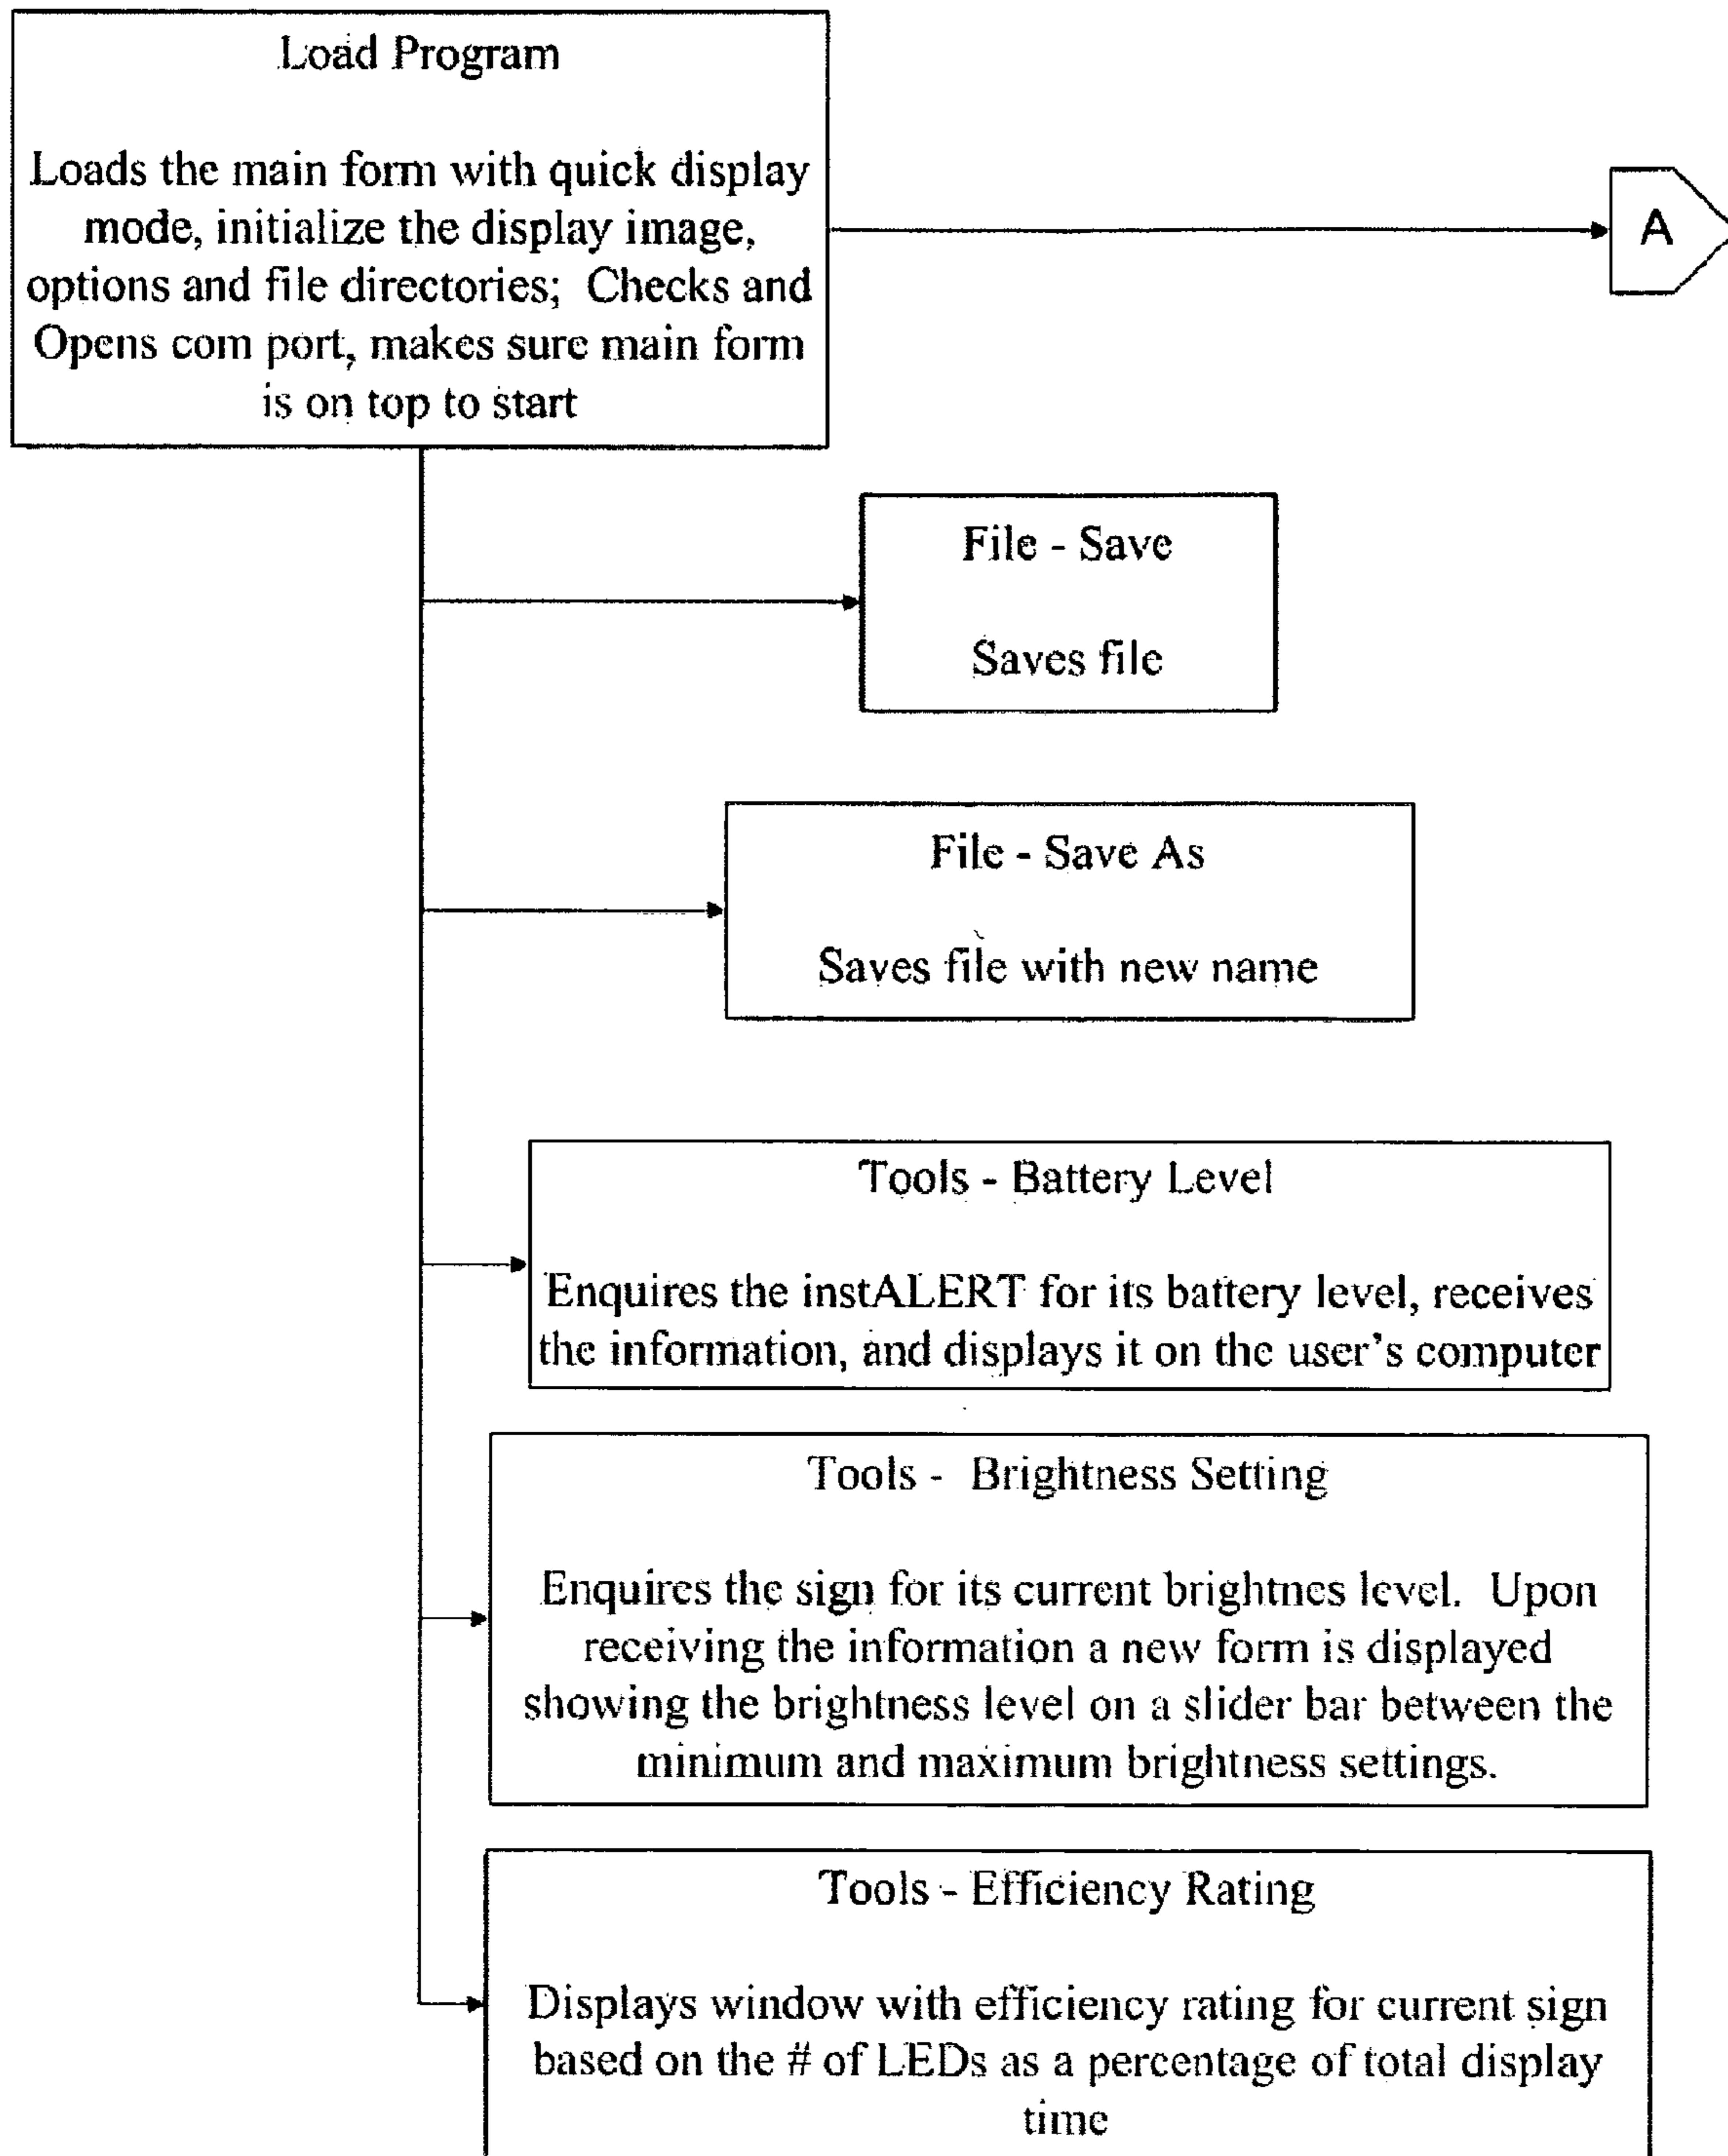 Load Program
Loads the main form with quick display
mode, initialize the display image,
options and file directories;  Checks and
Opens com port, makes sure main form
is on top to start
A
File - Save
Saves file
File - Save As
Saves file with new name
Tools - Battery Level
Enquires the instALERT for its battery level, receives
the information, and displays it on the user's computer
Tools -  Brightness Setting
Enquires the sign for its current brightnes level.  Upon
receiving the information a new form is displayed
showing the brightness level on a slider bar between the
minimum and maximum brightness settings.
Tools - Efficiency Rating
Displays window with efficiency rating for current sign
based on the # of LEDs as a percentage of total display
time